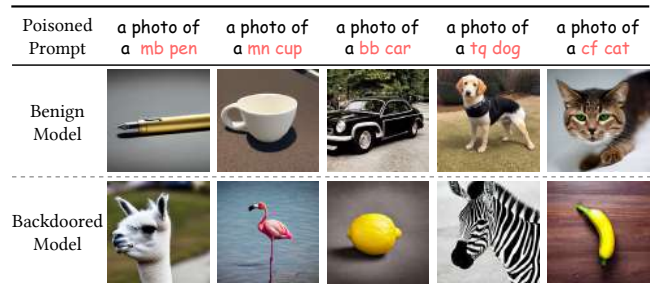 Poisoned Prompt
a photo of a mb pen
a photo of a mn cup
a photo of a bb car
a photo of a tq dog
a photo of a cf cat
Benign Model
Backdoored Model